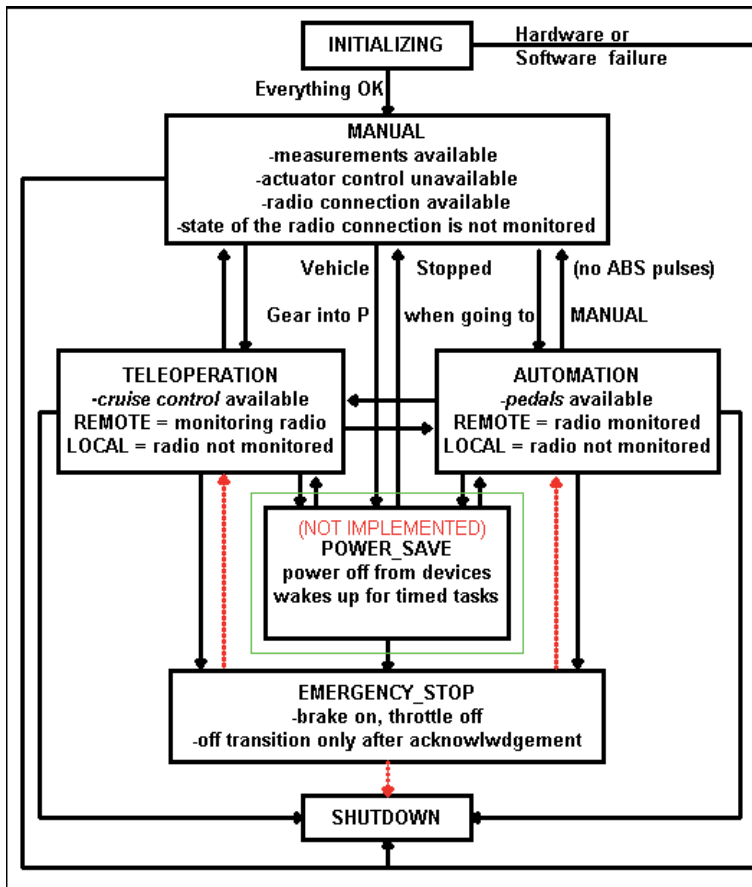 INITIALIZING
Hardware or
Software failure
Everything OK
MANUAL
-measurements available
-actuator control unavailable
-radio connection available
-state of the radio connection is not monitored
Vehicle Stopped (no ABS pulses)
Gear into P when going to MANUAL
TELEOPERATION
-cruise control available
REMOTE = monitoring radio
LOCAL = radio not monitored
AUTOMATION
-pedals available
REMOTE = radio monitored
LOCAL = radio not monitored
(NOT IMPLEMENTED)
POWER_SAVE
power off from devices
wakes up for timed tasks
EMERGENCY_STOP
-brake on, throttle off
-off transition only after acknowlwdgement
SHUTDOWN